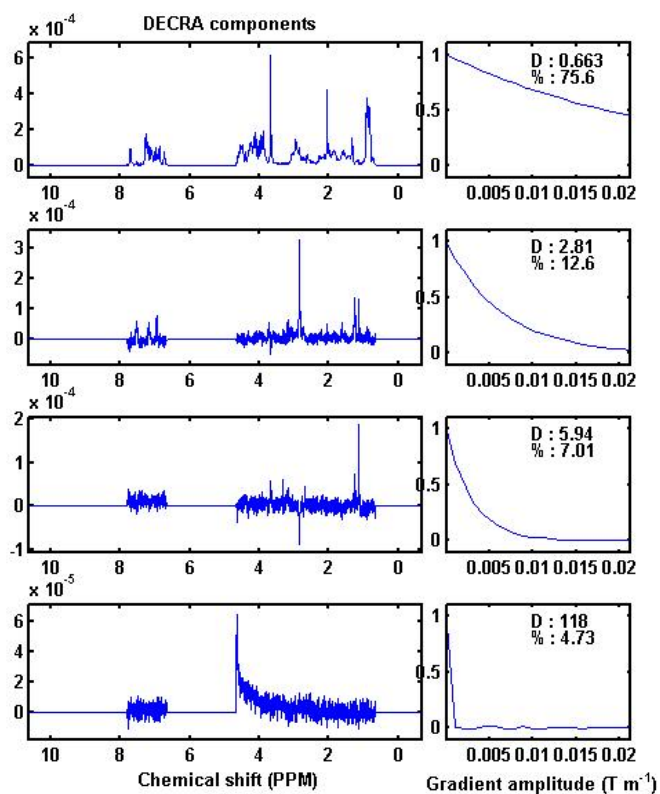 DECRA components
x 10⁻⁴
6
4
2
0
10 8 6 4 2 0
1
0.5
D : 0.663
% : 75.6
0.005 0.01 0.015 0.02
x 10⁻⁴
3
2
1
0
10 8 6 4 2 0
1
0.5
0
D : 2.81
% : 12.6
0.005 0.01 0.015 0.02
x 10⁻⁴
2
1
0
-1
10 8 6 4 2 0
1
0.5
0
D : 5.94
% : 7.01
0.005 0.01 0.015 0.02
x 10⁻⁵
6
4
2
0
10 8 6 4 2 0
1
0.5
0
D : 118
% : 4.73
0.005 0.01 0.015 0.02
Chemical shift (PPM)
Gradient amplitude (T m⁻¹)